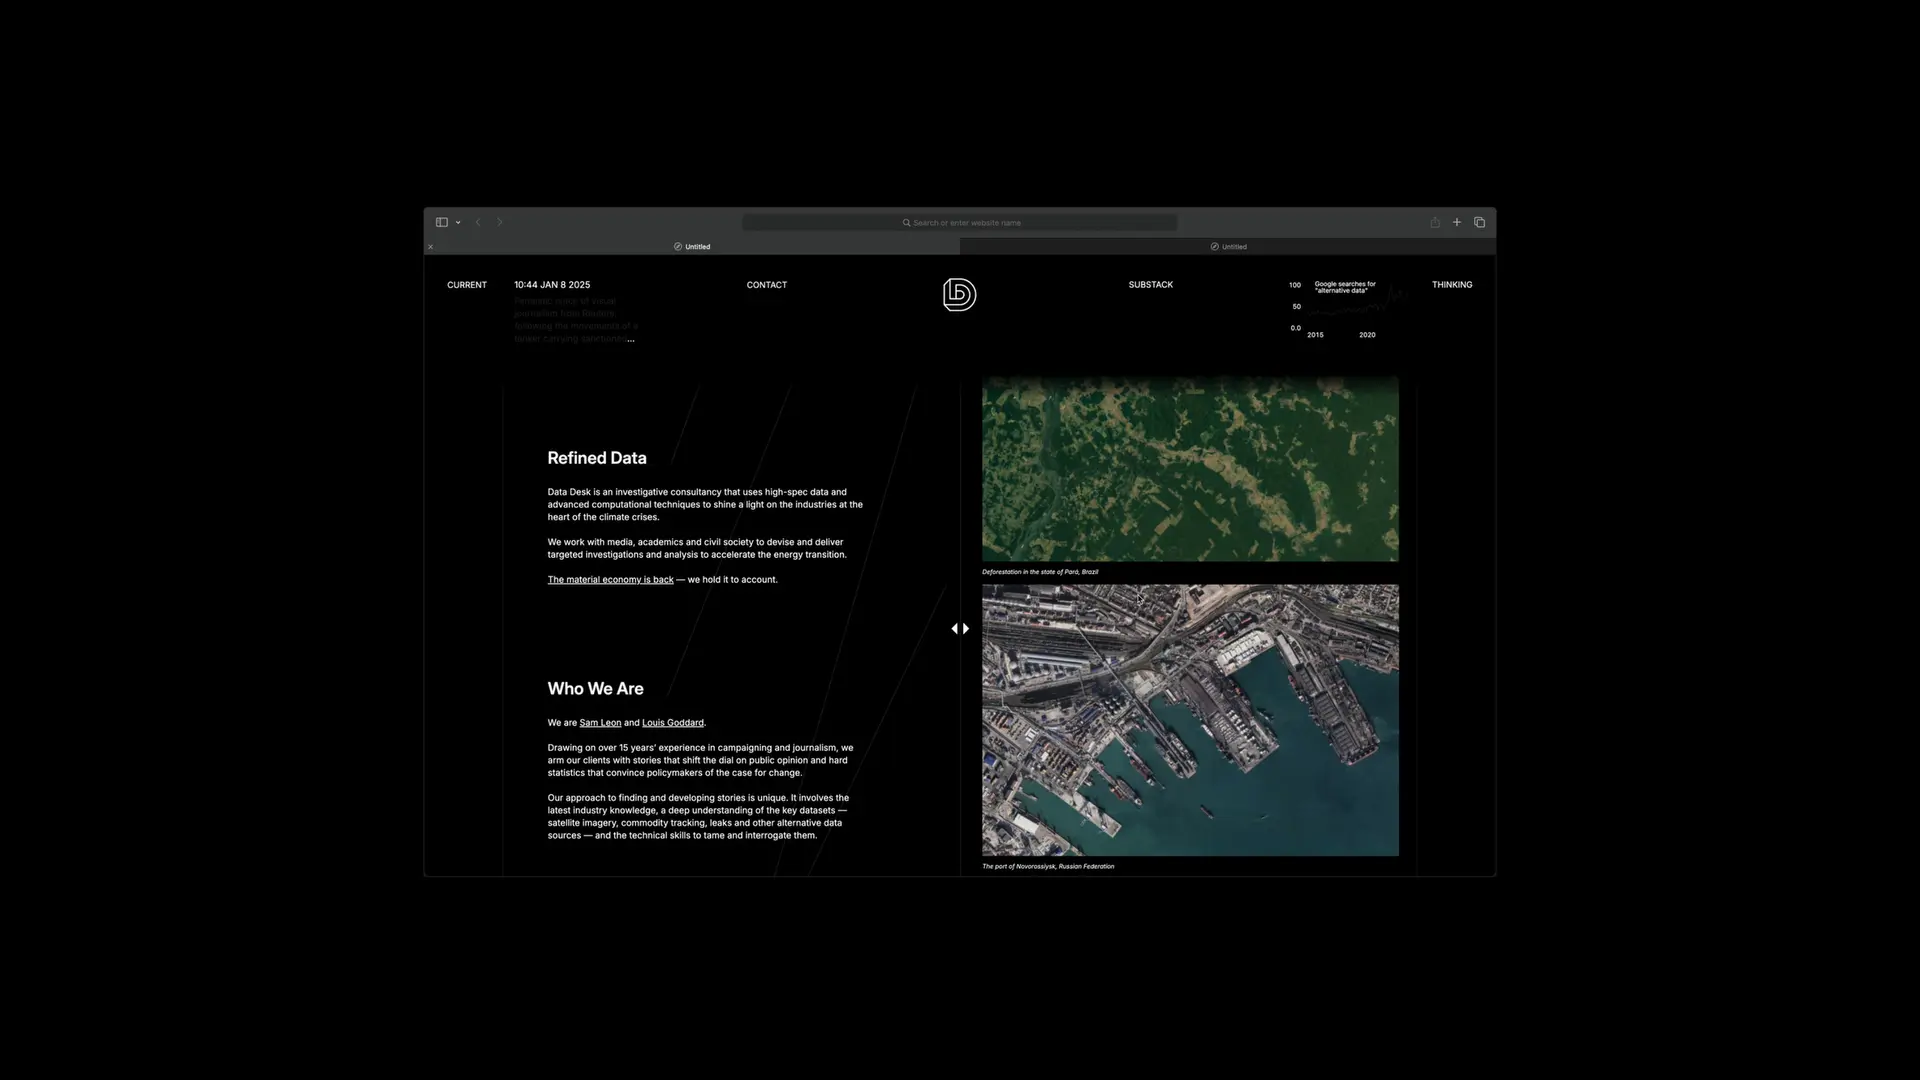 Search or enter website name
Untitled
Untitled
CURRENT
10:44 JAN 8 2025
Forensic piece of visual
journalism from Reuters,
following the movements of a
tanker carrying sanctioned...
CONTACT
SUBSTACK
100
50
0.0
Google searches for
"alternative data"
2015
2020
THINKING
Refined Data
Data Desk is an investigative consultancy that uses high-spec data and
advanced computational techniques to shine a light on the industries at the
heart of the climate crises.
We work with media, academics and civil society to devise and deliver
targeted investigations and analysis to accelerate the energy transition.
The material economy is back — we hold it to account.
Who We Are
We are Sam Leon and Louis Goddard.
Drawing on over 15 years' experience in campaigning and journalism, we
arm our clients with stories that shift the dial on public opinion and hard
statistics that convince policymakers of the case for change.
Our approach to finding and developing stories is unique. It involves the
latest industry knowledge, a deep understanding of the key datasets —
satellite imagery, commodity tracking, leaks and other alternative data
sources — and the technical skills to tame and interrogate them.
Deforestation in the state of Pará, Brazil
The port of Novorossiysk, Russian Federation